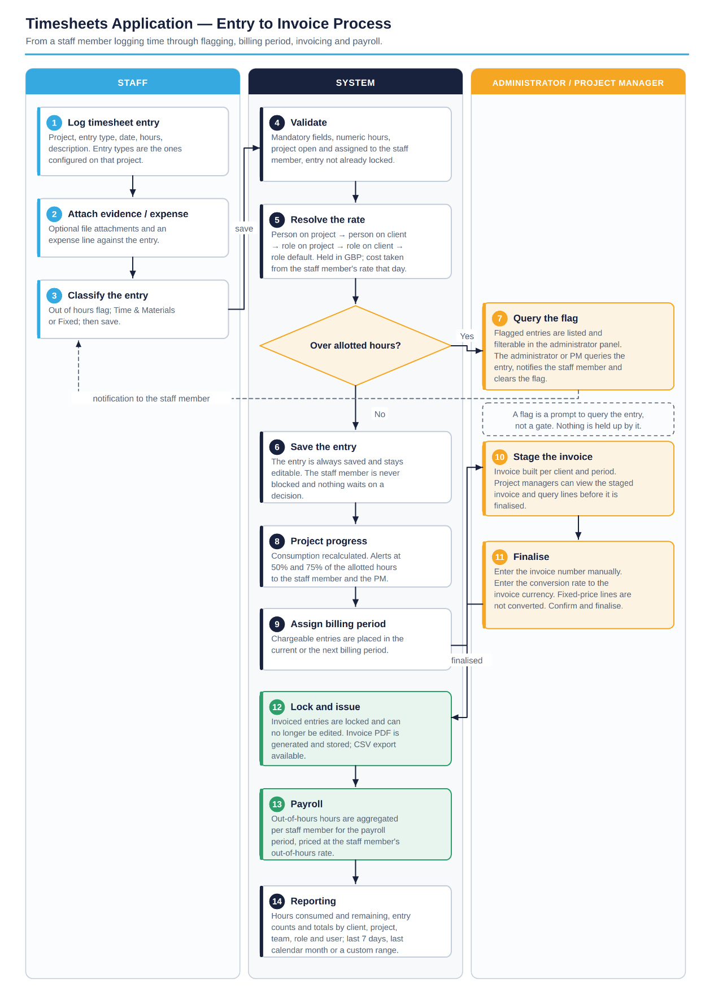 Timesheets Application — Entry to Invoice Process
From a staff member logging time through flagging, billing period, invoicing and payroll.
STAFF
1 Log timesheet entry
Project, entry type, date, hours,
description. Entry types are the ones
configured on that project.
2 Attach evidence / expense
Optional file attachments and an
expense line against the entry.
3 Classify the entry
Out of hours flag; Time & Materials
or Fixed; then save.
notification to the staff member
save
SYSTEM
4 Validate
Mandatory fields, numeric hours,
project open and assigned to the staff
member, entry not already locked.
5 Resolve the rate
Person on project → person on client
→ role on project → role on client →
role default. Held in GBP; cost taken
from the staff member's rate that day.
Over allotted hours?
Yes
No
6 Save the entry
The entry is always saved and stays
editable. The staff member is never
blocked and nothing waits on a
decision.
8 Project progress
Consumption recalculated. Alerts at
50% and 75% of the allotted hours
to the staff member and the PM.
9 Assign billing period
Chargeable entries are placed in the
current or the next billing period.
finalised
12 Lock and issue
Invoiced entries are locked and can
no longer be edited. Invoice PDF is
generated and stored; CSV export
available.
13 Payroll
Out-of-hours hours are aggregated
per staff member for the payroll
period, priced at the staff member's
out-of-hours rate.
14 Reporting
Hours consumed and remaining, entry
counts and totals by client, project,
team, role and user; last 7 days, last
calendar month or a custom range.
ADMINISTRATOR / PROJECT MANAGER
7 Query the flag
Flagged entries are listed and
filterable in the administrator panel.
The administrator or PM queries the
entry, notifies the staff member and
clears the flag.
A flag is a prompt to query the entry,
not a gate. Nothing is held up by it.
10 Stage the invoice
Invoice built per client and period.
Project managers can view the staged
invoice and query lines before it is
finalised.
11 Finalise
Enter the invoice number manually.
Enter the conversion rate to the
invoice currency. Fixed-price lines are
not converted. Confirm and finalise.